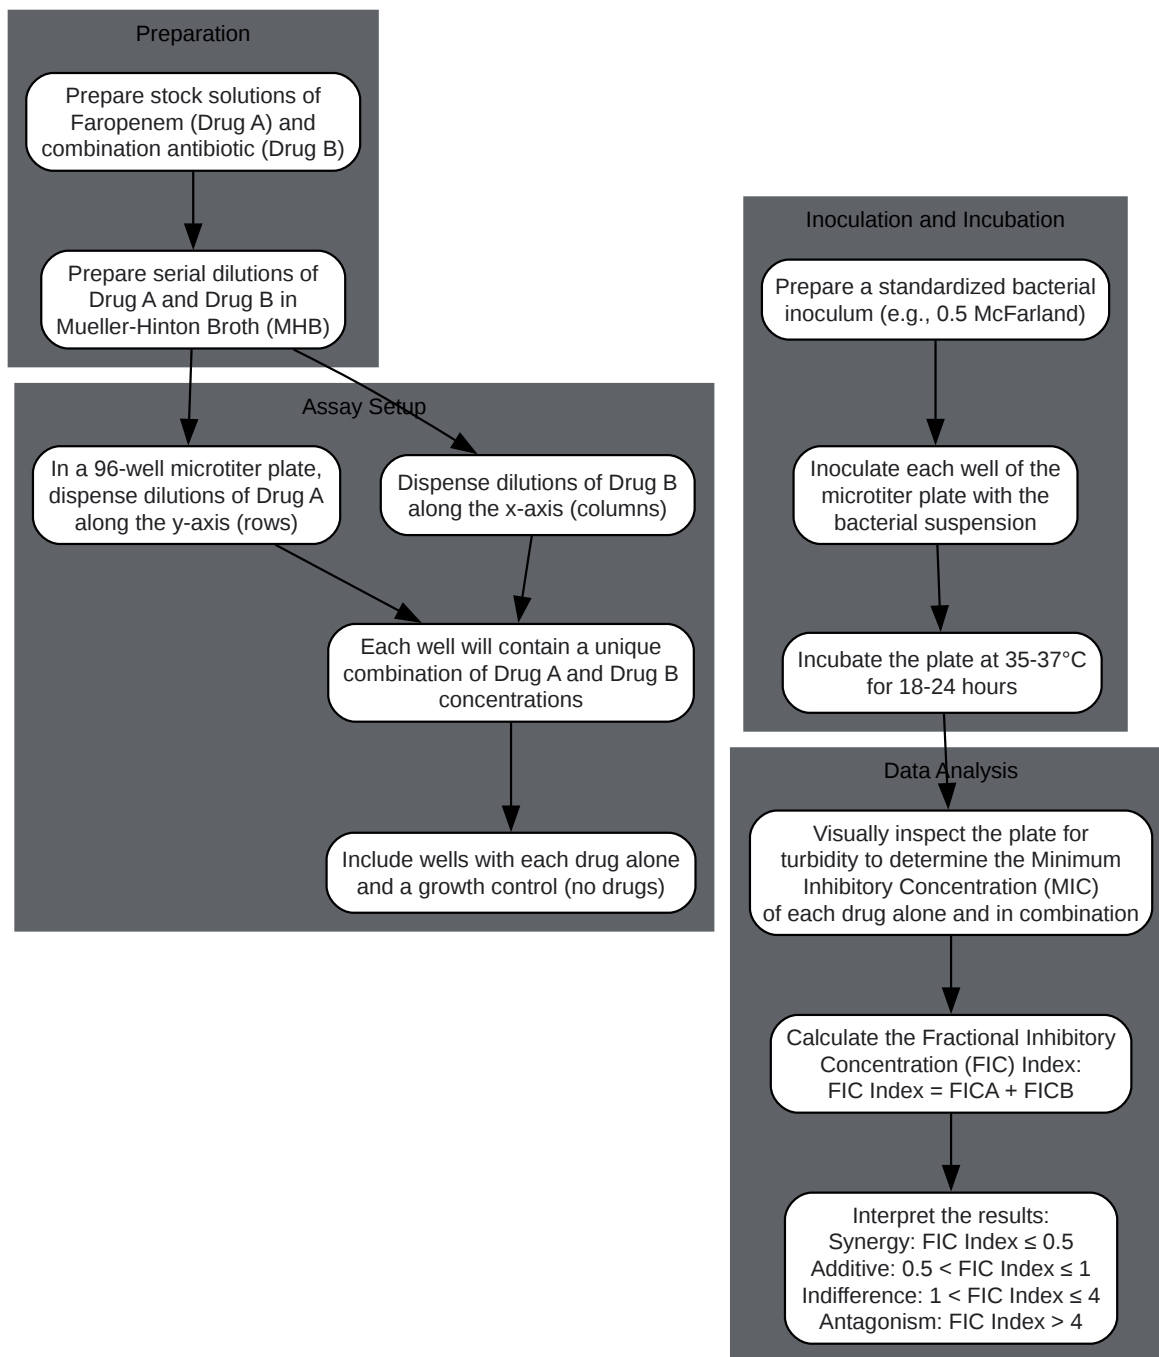 Preparation
Prepare stock solutions of
Faropenem (Drug A) and
combination antibiotic (Drug B)
Prepare serial dilutions of
Drug A and Drug B in
Mueller-Hinton Broth (MHB)
Assay Setup
In a 96-well microtiter plate,
dispense dilutions of Drug A
along the y-axis (rows)
Dispense dilutions of Drug B
along the x-axis (columns)
Each well will contain a unique
combination of Drug A and Drug B
concentrations
Include wells with each drug alone
and a growth control (no drugs)
Inoculation and Incubation
Prepare a standardized bacterial
inoculum (e.g., 0.5 McFarland)
Inoculate each well of the
microtiter plate with the
bacterial suspension
Incubate the plate at 35-37°C
for 18-24 hours
Data Analysis
Visually inspect the plate for
turbidity to determine the Minimum
Inhibitory Concentration (MIC)
of each drug alone and in combination
Calculate the Fractional Inhibitory
Concentration (FIC) Index:
FIC Index = FICA + FICB
Interpret the results:
Synergy: FIC Index ≤ 0.5
Additive: 0.5 < FIC Index ≤ 1
Indifference: 1 < FIC Index ≤ 4
Antagonism: FIC Index > 4